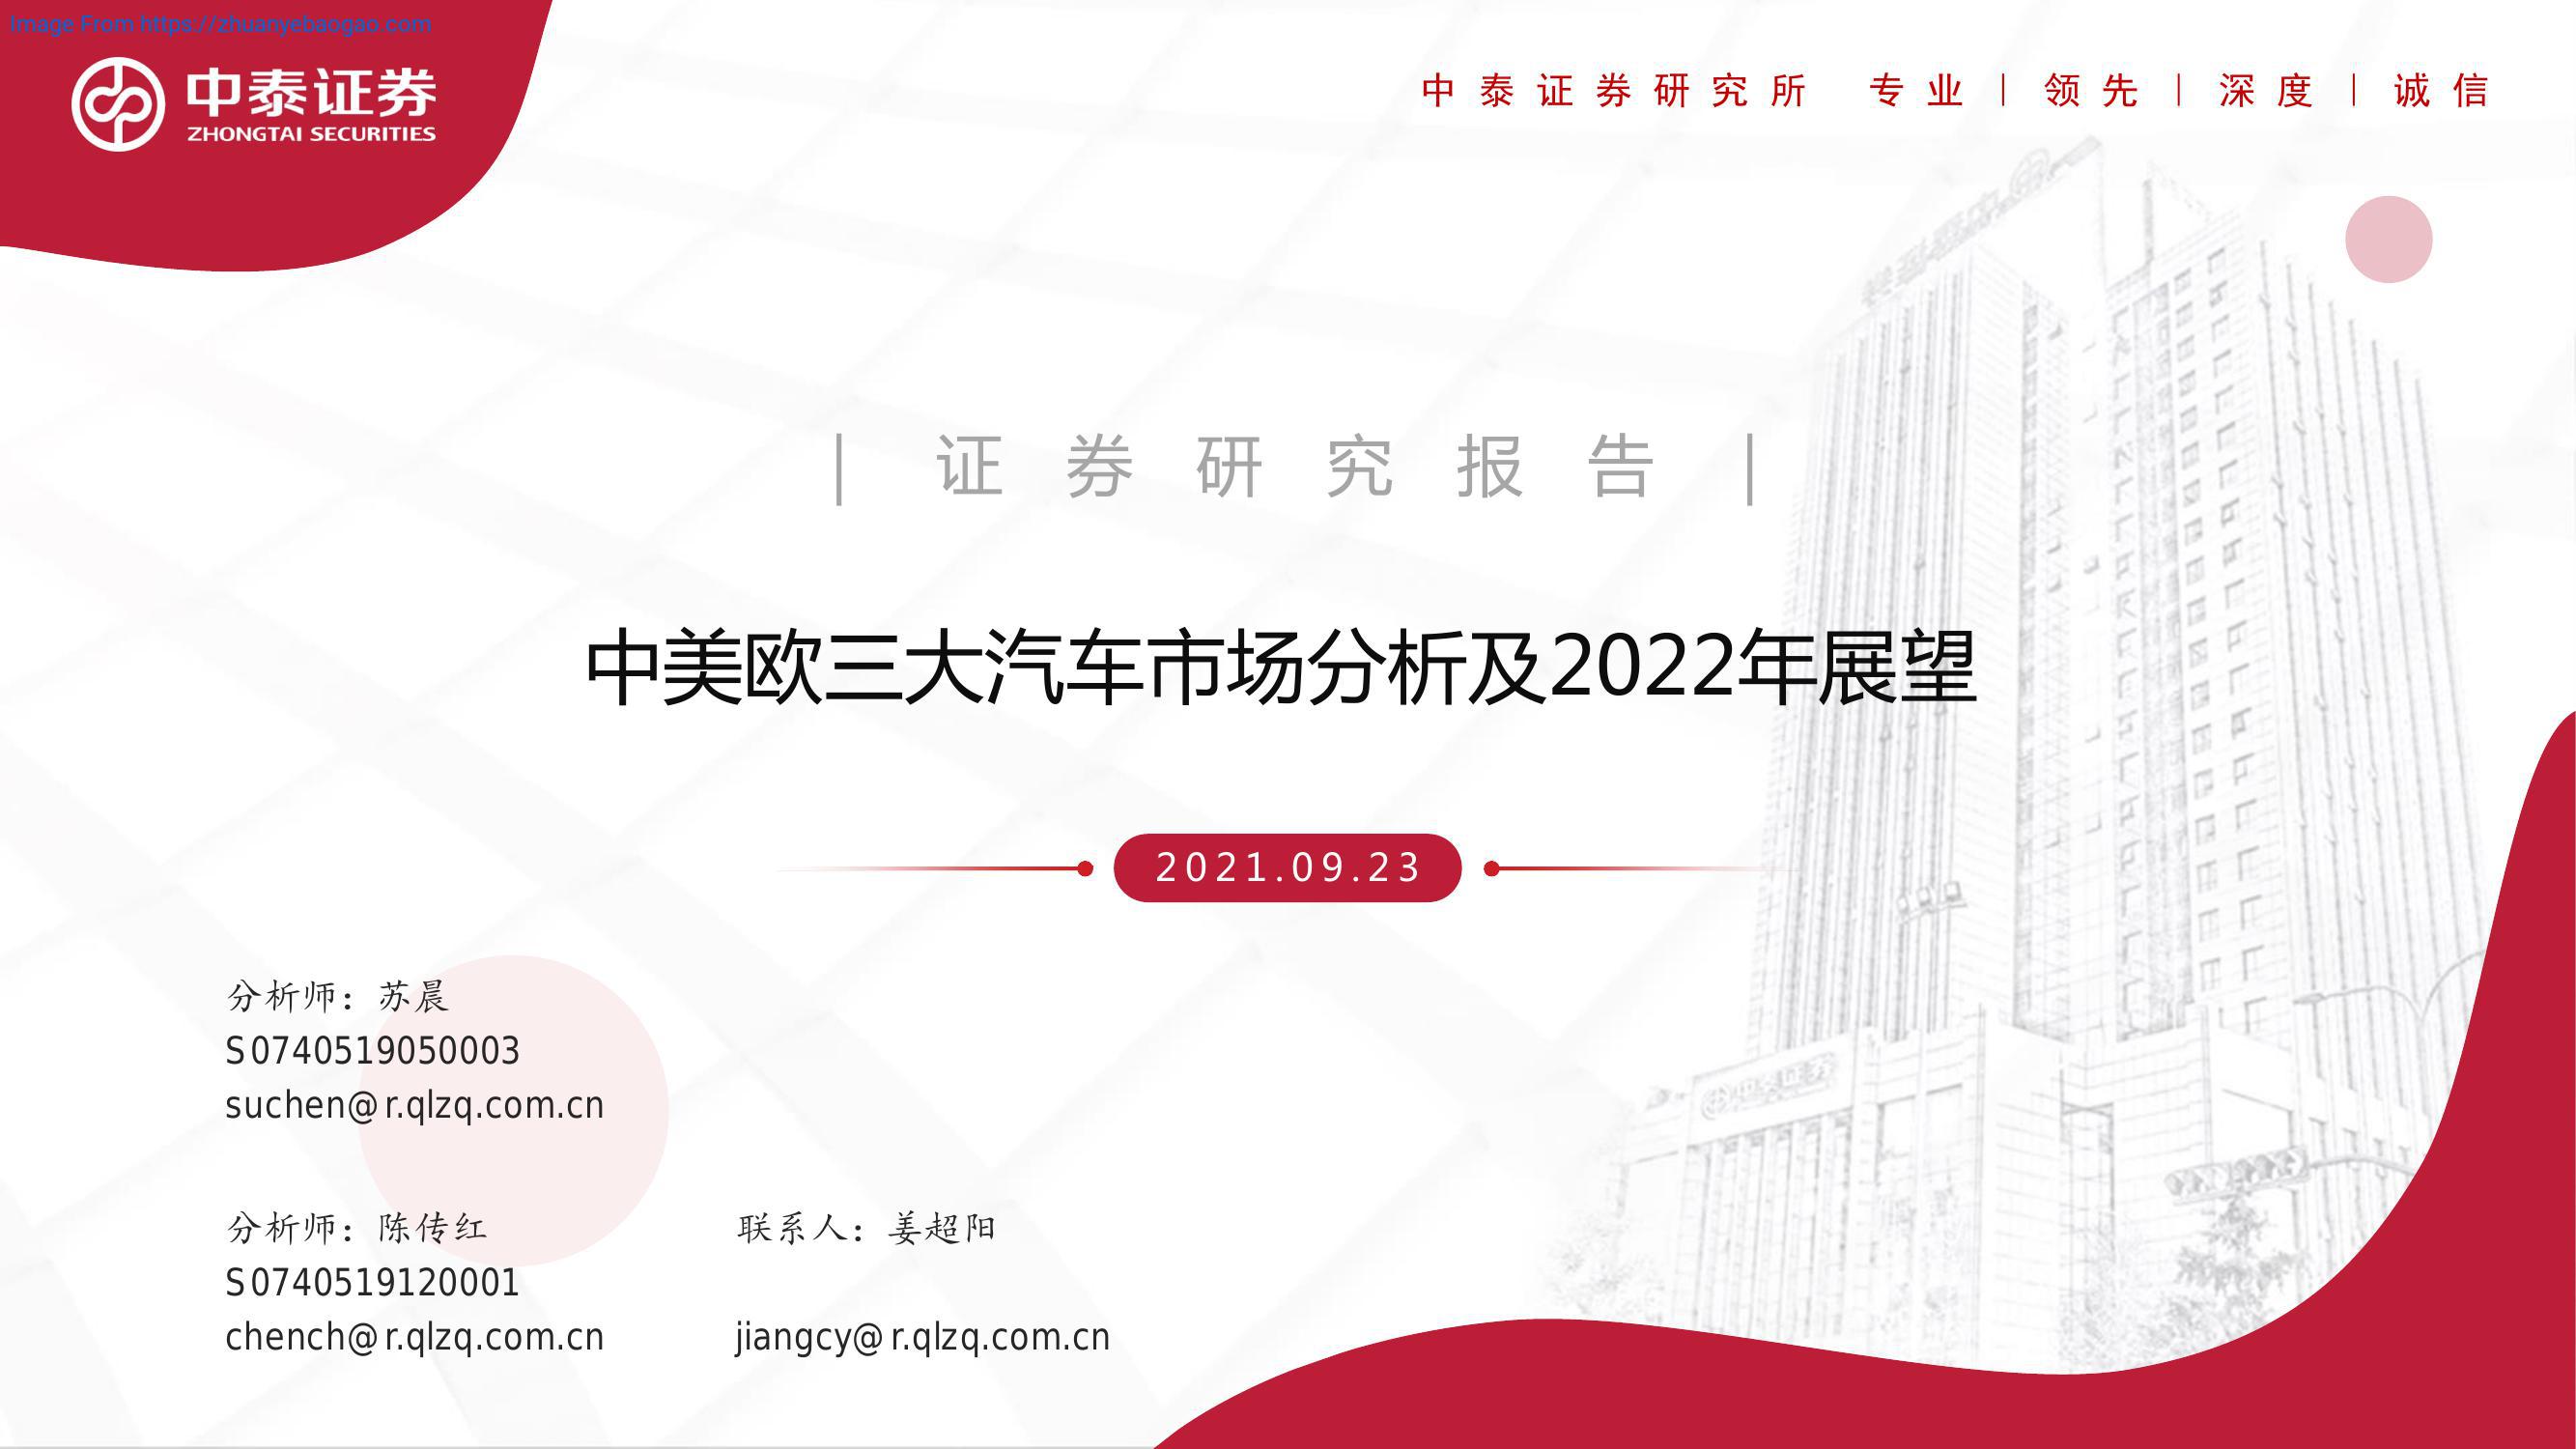 Image From https://zhuanyebaogao.com
中泰证券
ZHONGTAI SECURITIES
中泰证券研究所 专业｜领先｜深度｜诚信
｜ 证券研究报告 ｜
中美欧三大汽车市场分析及2022年展望
2021.09.23
分析师：苏晨
S0740519050003
suchen@r.qlzq.com.cn
中泰证券
分析师：陈传红
S0740519120001
chench@r.qlzq.com.cn
联系人：姜超阳
jiangcy@r.qlzq.com.cn